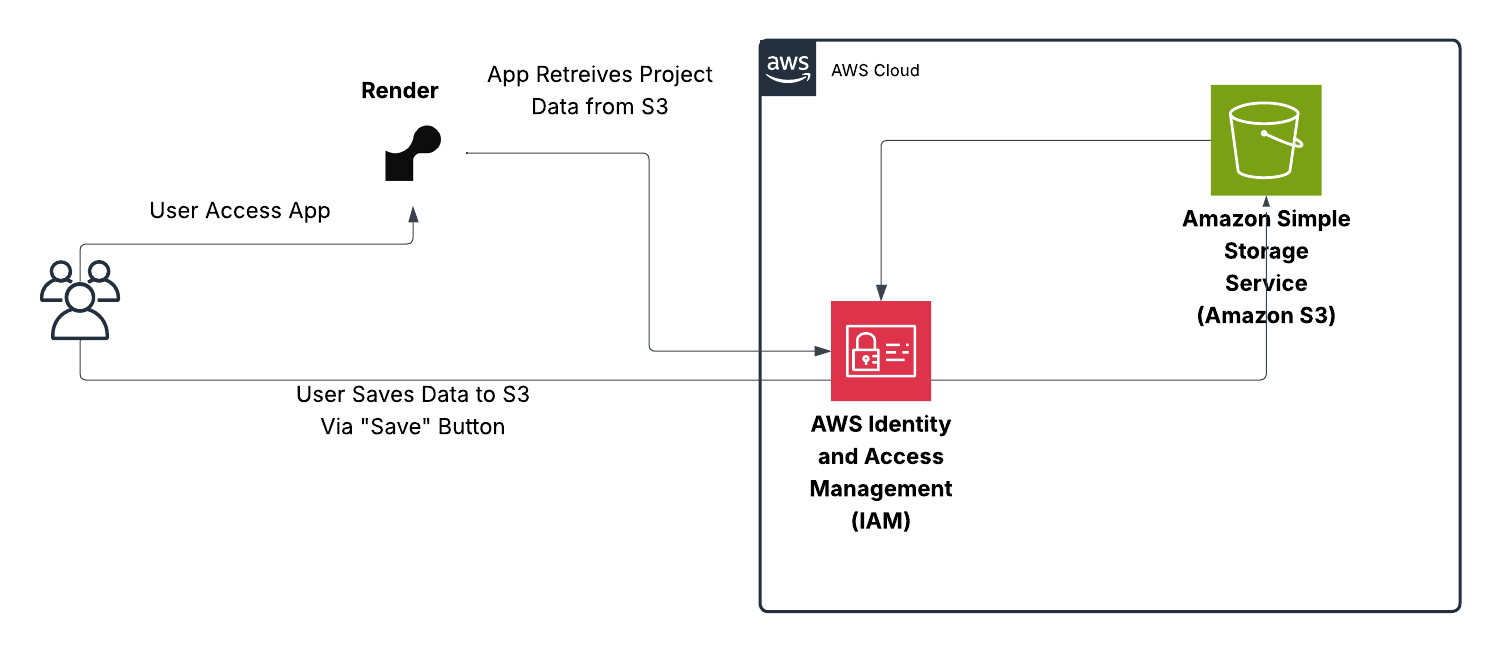 Render
App Retreives Project
Data from S3
aws
AWS Cloud
User Access App
Amazon Simple
Storage
Service
(Amazon S3)
User Saves Data to S3
Via "Save" Button
AWS Identity
and Access
Management
(IAM)